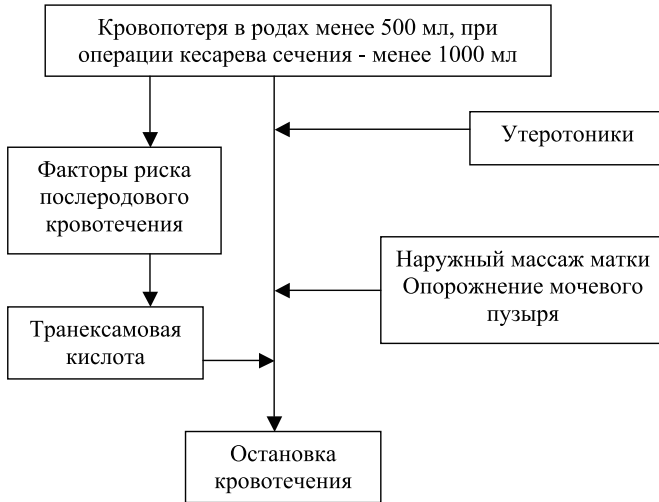 Кровопотеря в родах менее 500 мл, при
операции кесарева сечения - менее 1000 мл
Утеротоники
Факторы риска
послеродового
кровотечения
Наружный массаж матки
Опорожнение мочевого
пузыря
Транексамовая
кислота
Остановка
кровотечения